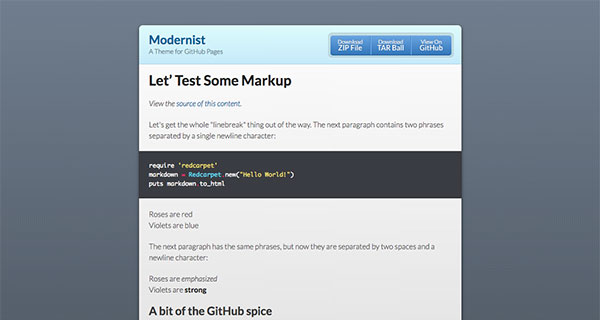 Modernist
A Theme for GitHub Pages
Download
ZIP File
Download
TAR Ball
View On
GitHub
Let’ Test Some Markup
View the source of this content.
Let's get the whole "linebreak" thing out of the way. The next paragraph contains two phrases
separated by a single newline character:
require 'redcarpet'
markdown = Redcarpet.new("Hello World!")
puts markdown to_html
Roses are red
Violets are blue
The next paragraph has the same phrases, but now they are separated by two spaces and a
newline character:
Roses are emphasized
Violets are strong
A bit of the GitHub spice